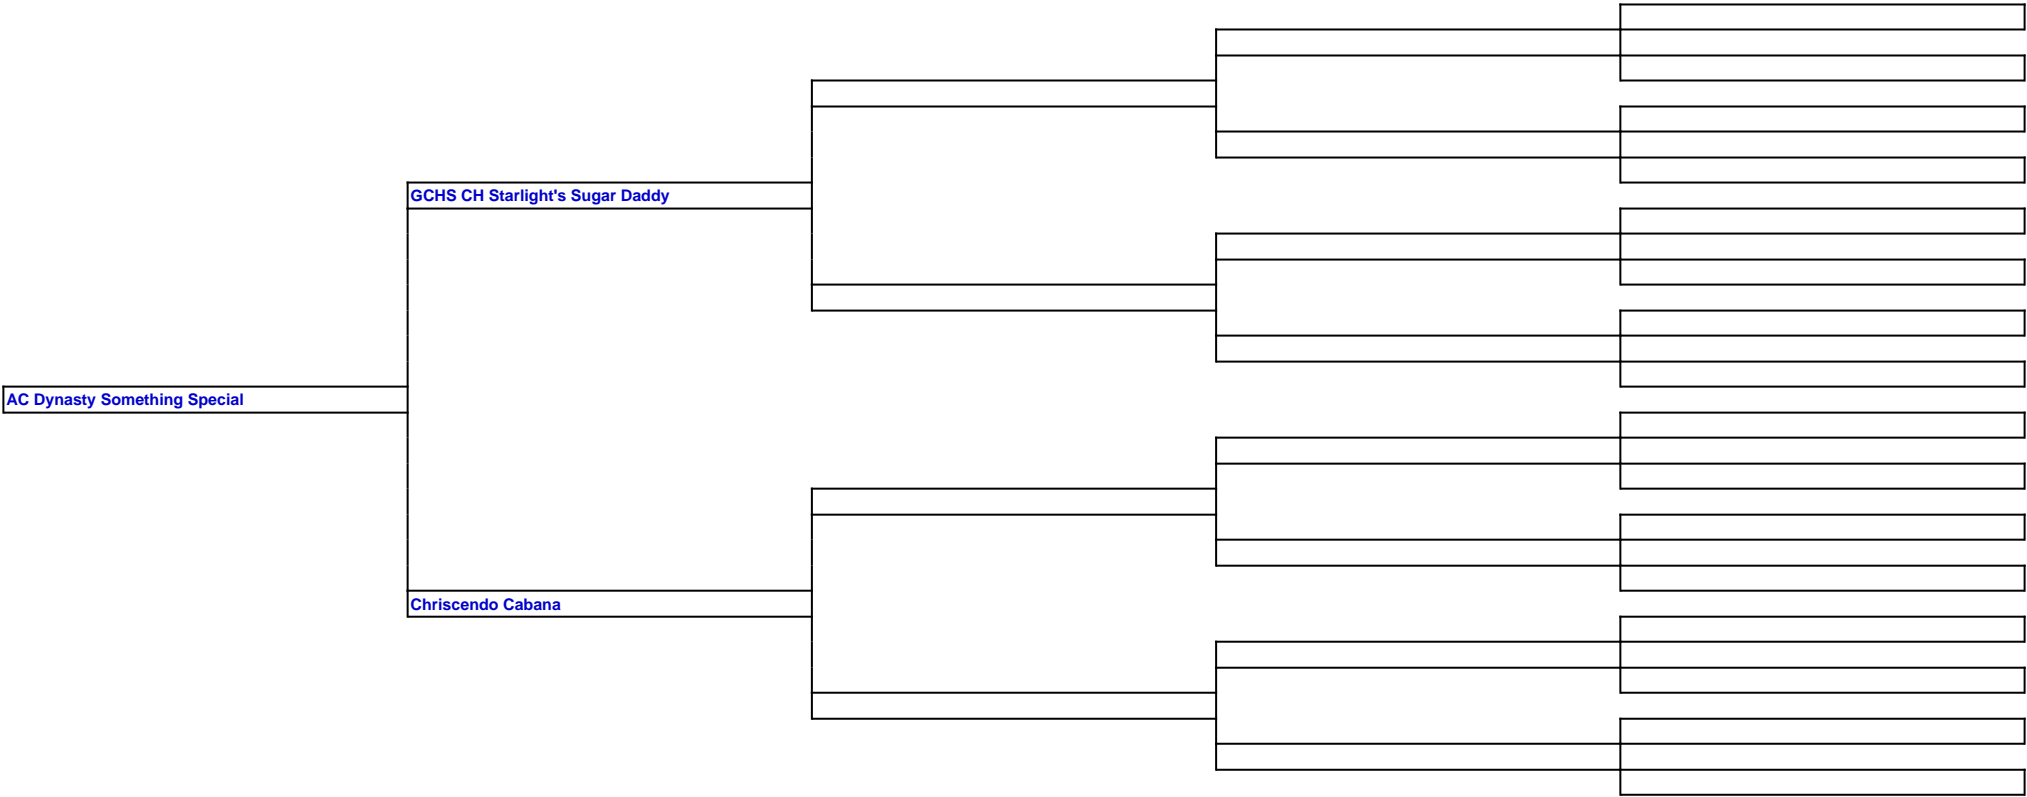 GCHS CH Starlight's Sugar Daddy
AC Dynasty Something Special
Chriscendo Cabana